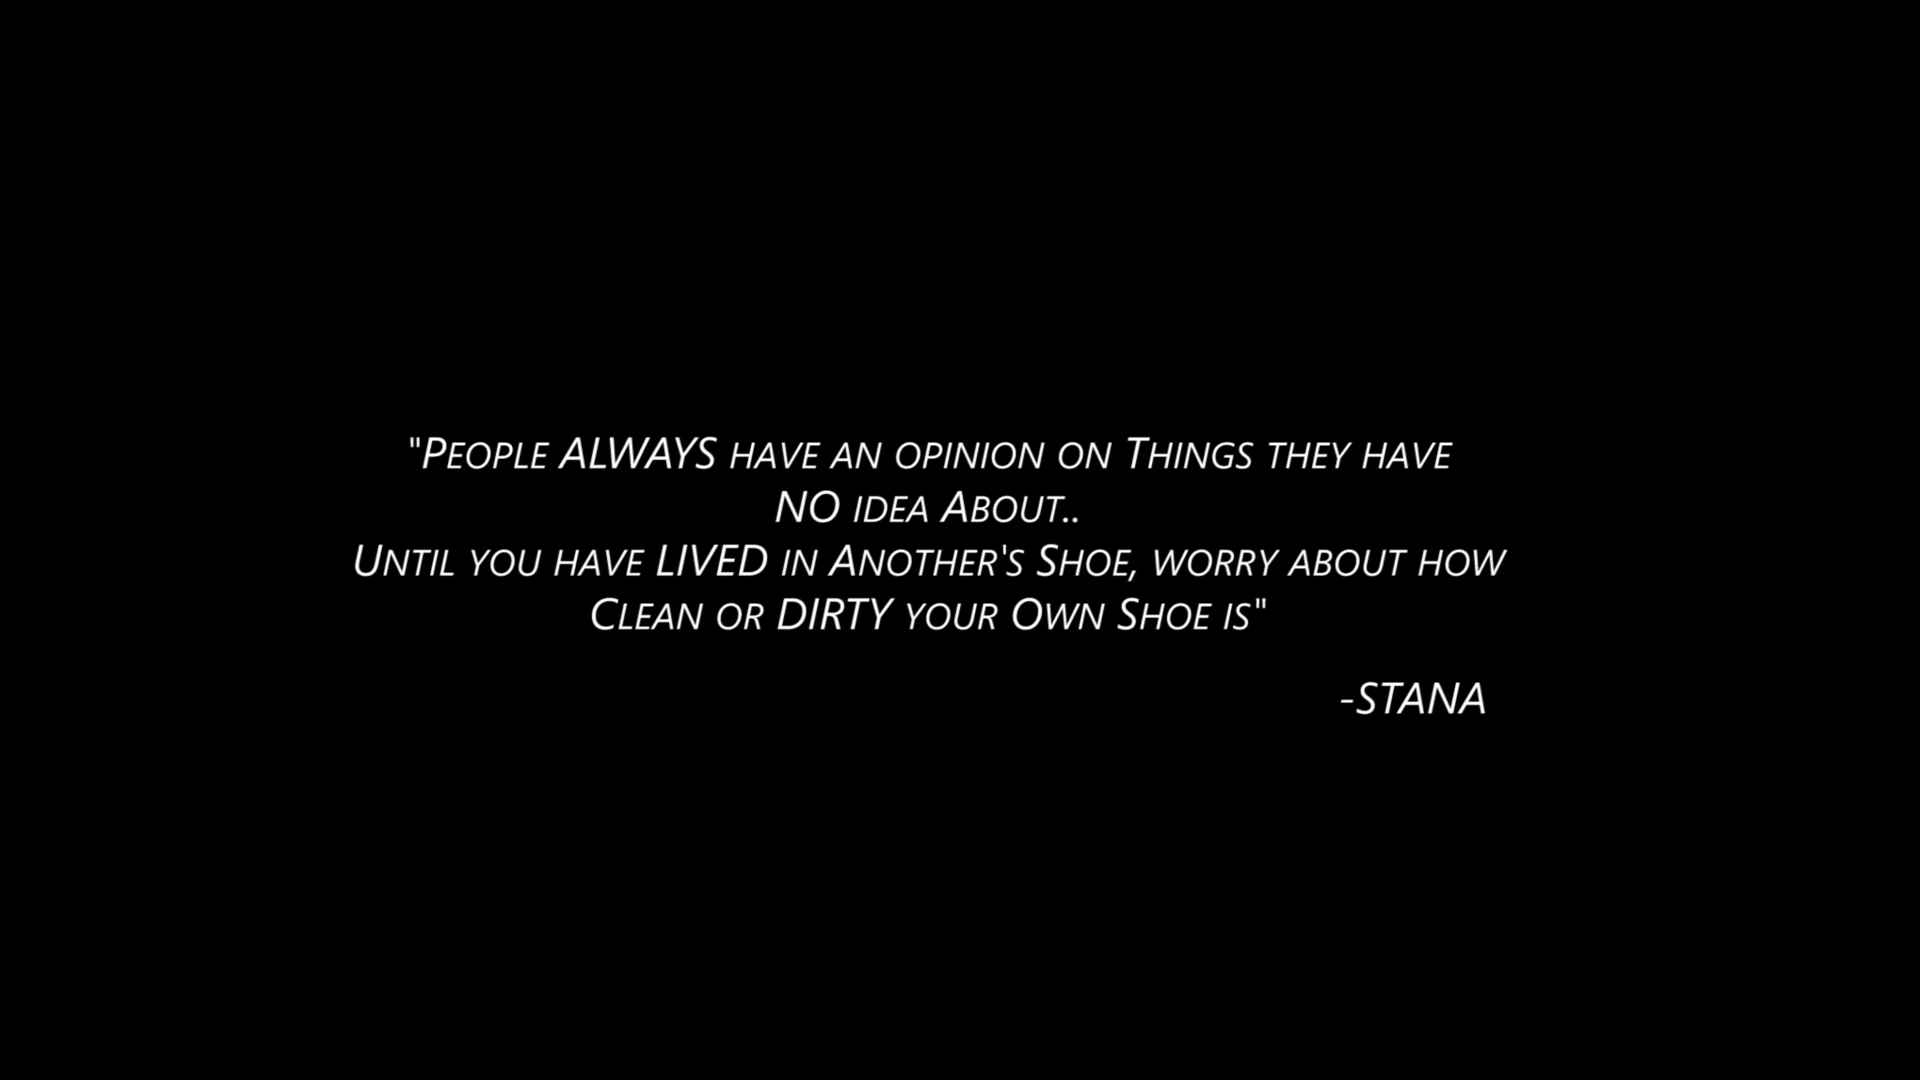 "People ALWAYS have an opinion on Things they have
NO idea About..
Until you have LIVED in Another's Shoe, worry about how
Clean or DIRTY your Own Shoe is"
-STANA